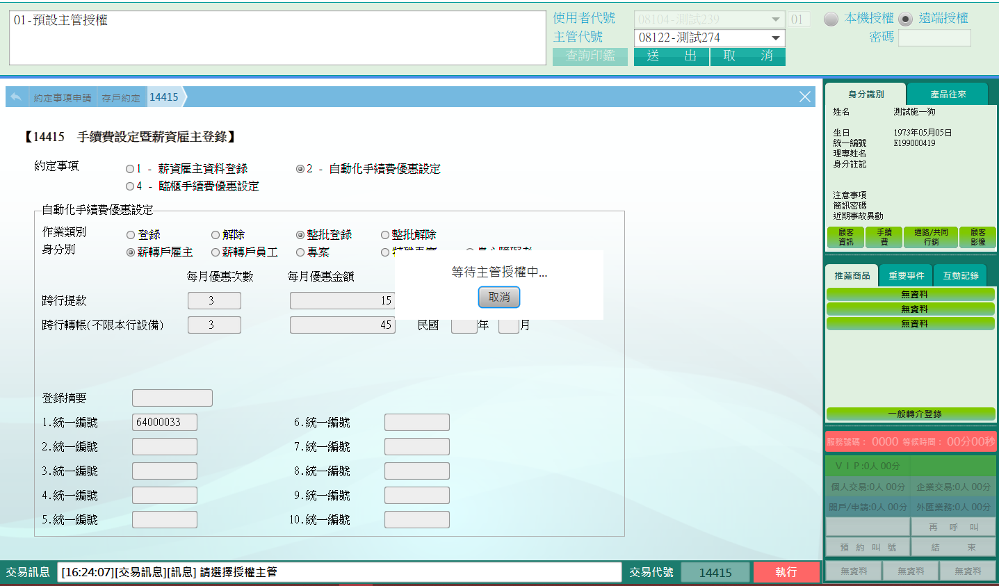 01-預設主管授權
使用者代號 08104-測試239 01 本機授權 遠端授權
主管代號 08122-測試274 密碼
查詢印鑑 送 出 取 消
約定事項申請 存戶約定 14415
【14415 手續費設定暨薪資雇主登錄】
約定事項 1 - 薪資雇主資料登錄 2 - 自動化手續費優惠設定
4 - 臨櫃手續費優惠設定
自動化手續費優惠設定
作業類別 登錄 解除 整批登錄 整批解除
身分別 薪轉戶雇主 薪轉戶員工 專案
等待主管授權中...
取消
每月優惠次數 每月優惠金額
跨行提款 3 15
跨行轉帳(不限本行設備) 3 45 民國 年 月
登錄摘要
1.統一編號 64000033 6.統一編號
2.統一編號 7.統一編號
3.統一編號 8.統一編號
4.統一編號 9.統一編號
5.統一編號 10.統一編號
交易訊息 [16:24:07][交易訊息][訊息] 請選擇授權主管 交易代號 14415 執行
身分識別 產品往來
姓名 測試施一狗
生日 1973年05月05日
統一編號 E199000419
理專姓名
身分註記
注意事項
簡訊密碼
近期事故異動
顧客資訊 手續費 通路/共同行銷 顧客影像
推薦商品 重要事件 互動記錄
無資料
無資料
無資料
一般轉介登錄
服務號碼： 0000 等候時間： 00分00秒
ＶＩＰ:0人 00分
個人交易:0人 00分 企業交易:0人 00分
開戶/申請:0人 00分 外匯業務:0人 00分
再 呼 叫
預 約 叫 號 結 束
無資料 無資料 無資料